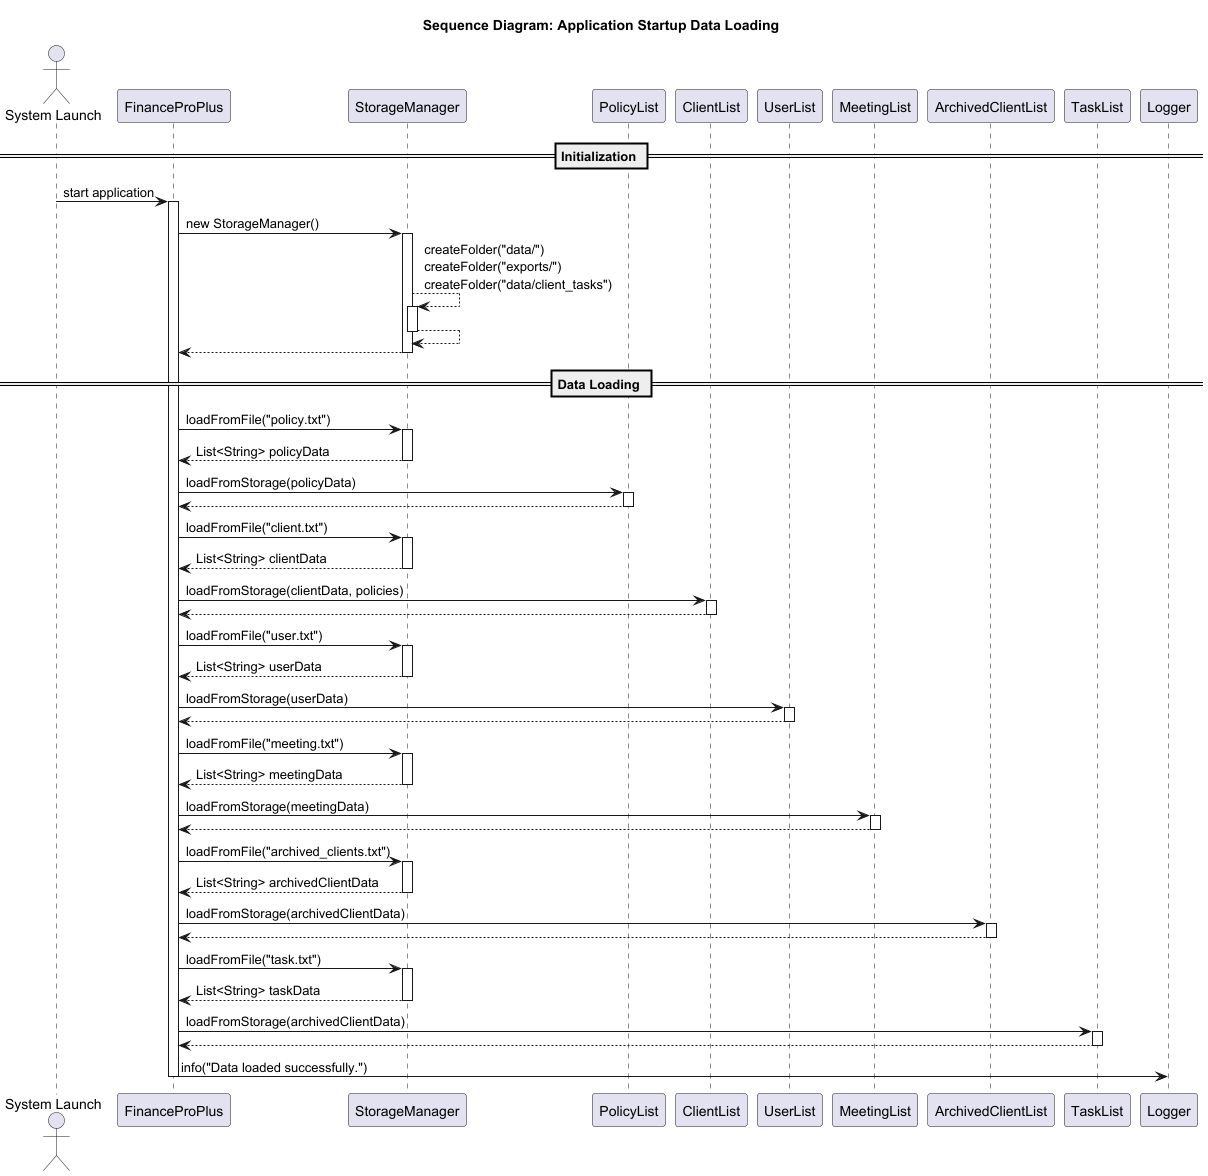 Sequence Diagram: Application Startup Data Loading
System Launch
FinanceProPlus
StorageManager
PolicyList
ClientList
UserList
MeetingList
ArchivedClientList
TaskList
Logger
Initialization
start application
new StorageManager()
createFolder("data/")
createFolder("exports/")
createFolder("data/client_tasks")
Data Loading
loadFromFile("policy.txt")
List<String> policyData
loadFromStorage(policyData)
loadFromFile("client.txt")
List<String> clientData
loadFromStorage(clientData, policies)
loadFromFile("user.txt")
List<String> userData
loadFromStorage(userData)
loadFromFile("meeting.txt")
List<String> meetingData
loadFromStorage(meetingData)
loadFromFile("archived_clients.txt")
List<String> archivedClientData
loadFromStorage(archivedClientData)
loadFromFile("task.txt")
List<String> taskData
loadFromStorage(archivedClientData)
info("Data loaded successfully.")
System Launch
FinanceProPlus
StorageManager
PolicyList
ClientList
UserList
MeetingList
ArchivedClientList
TaskList
Logger